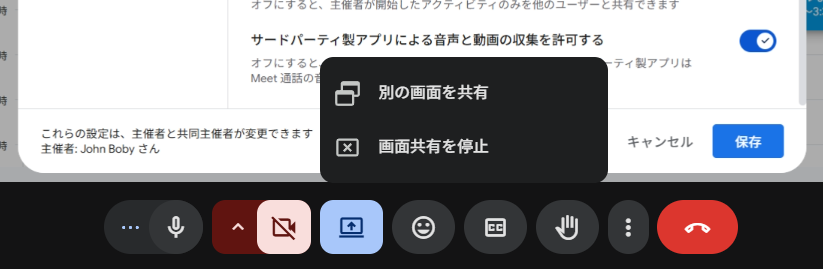 時
オフにすると、主催者が開始したアクティビティのみを他のユーザーと共有できます
~3:
サードパーティ製アプリによる音声と動画の収集を許可する
時
オフにすると、
ーティ製アプリは
Meet 通話の音
別の画面を共有
時
これらの設定は、主催者と共同主催者が変更できます
主催者: John Boby さん
画面共有を停止
キャンセル
保存
時
CC